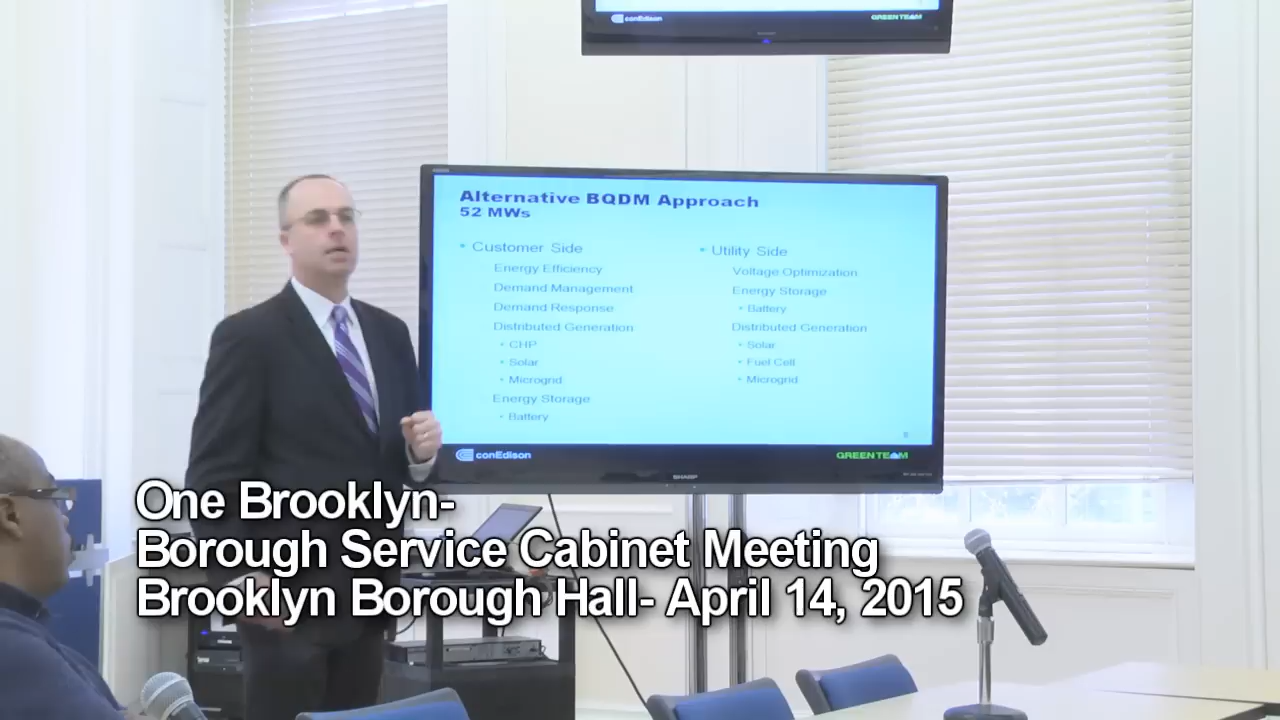 conEdison
GREEN TEAM
SHARP
Alternative BQDM Approach
52 MWs
• Customer Side
Energy Efficiency
Demand Management
Demand Response
Distributed Generation
• CHP
• Solar
• Microgrid
Energy Storage
• Battery
• Utility Side
Voltage Optimization
Energy Storage
• Battery
Distributed Generation
• Solar
• Fuel Cell
• Microgrid
8
conEdison
GREEN TEAM
SHARP
One Brooklyn-
Borough Service Cabinet Meeting
Brooklyn Borough Hall- April 14, 2015